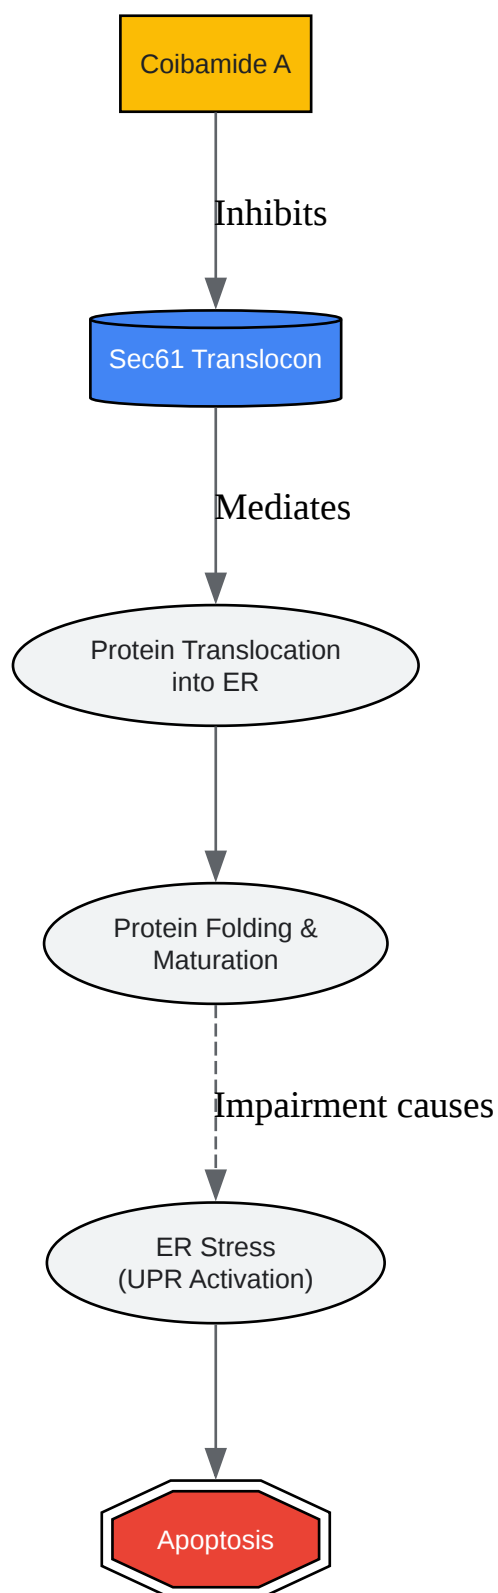 Coibamide A
Inhibits
Sec61 Translocon
Mediates
Protein Translocation
into ER
Protein Folding &
Maturation
Impairment causes
ER Stress
(UPR Activation)
Apoptosis